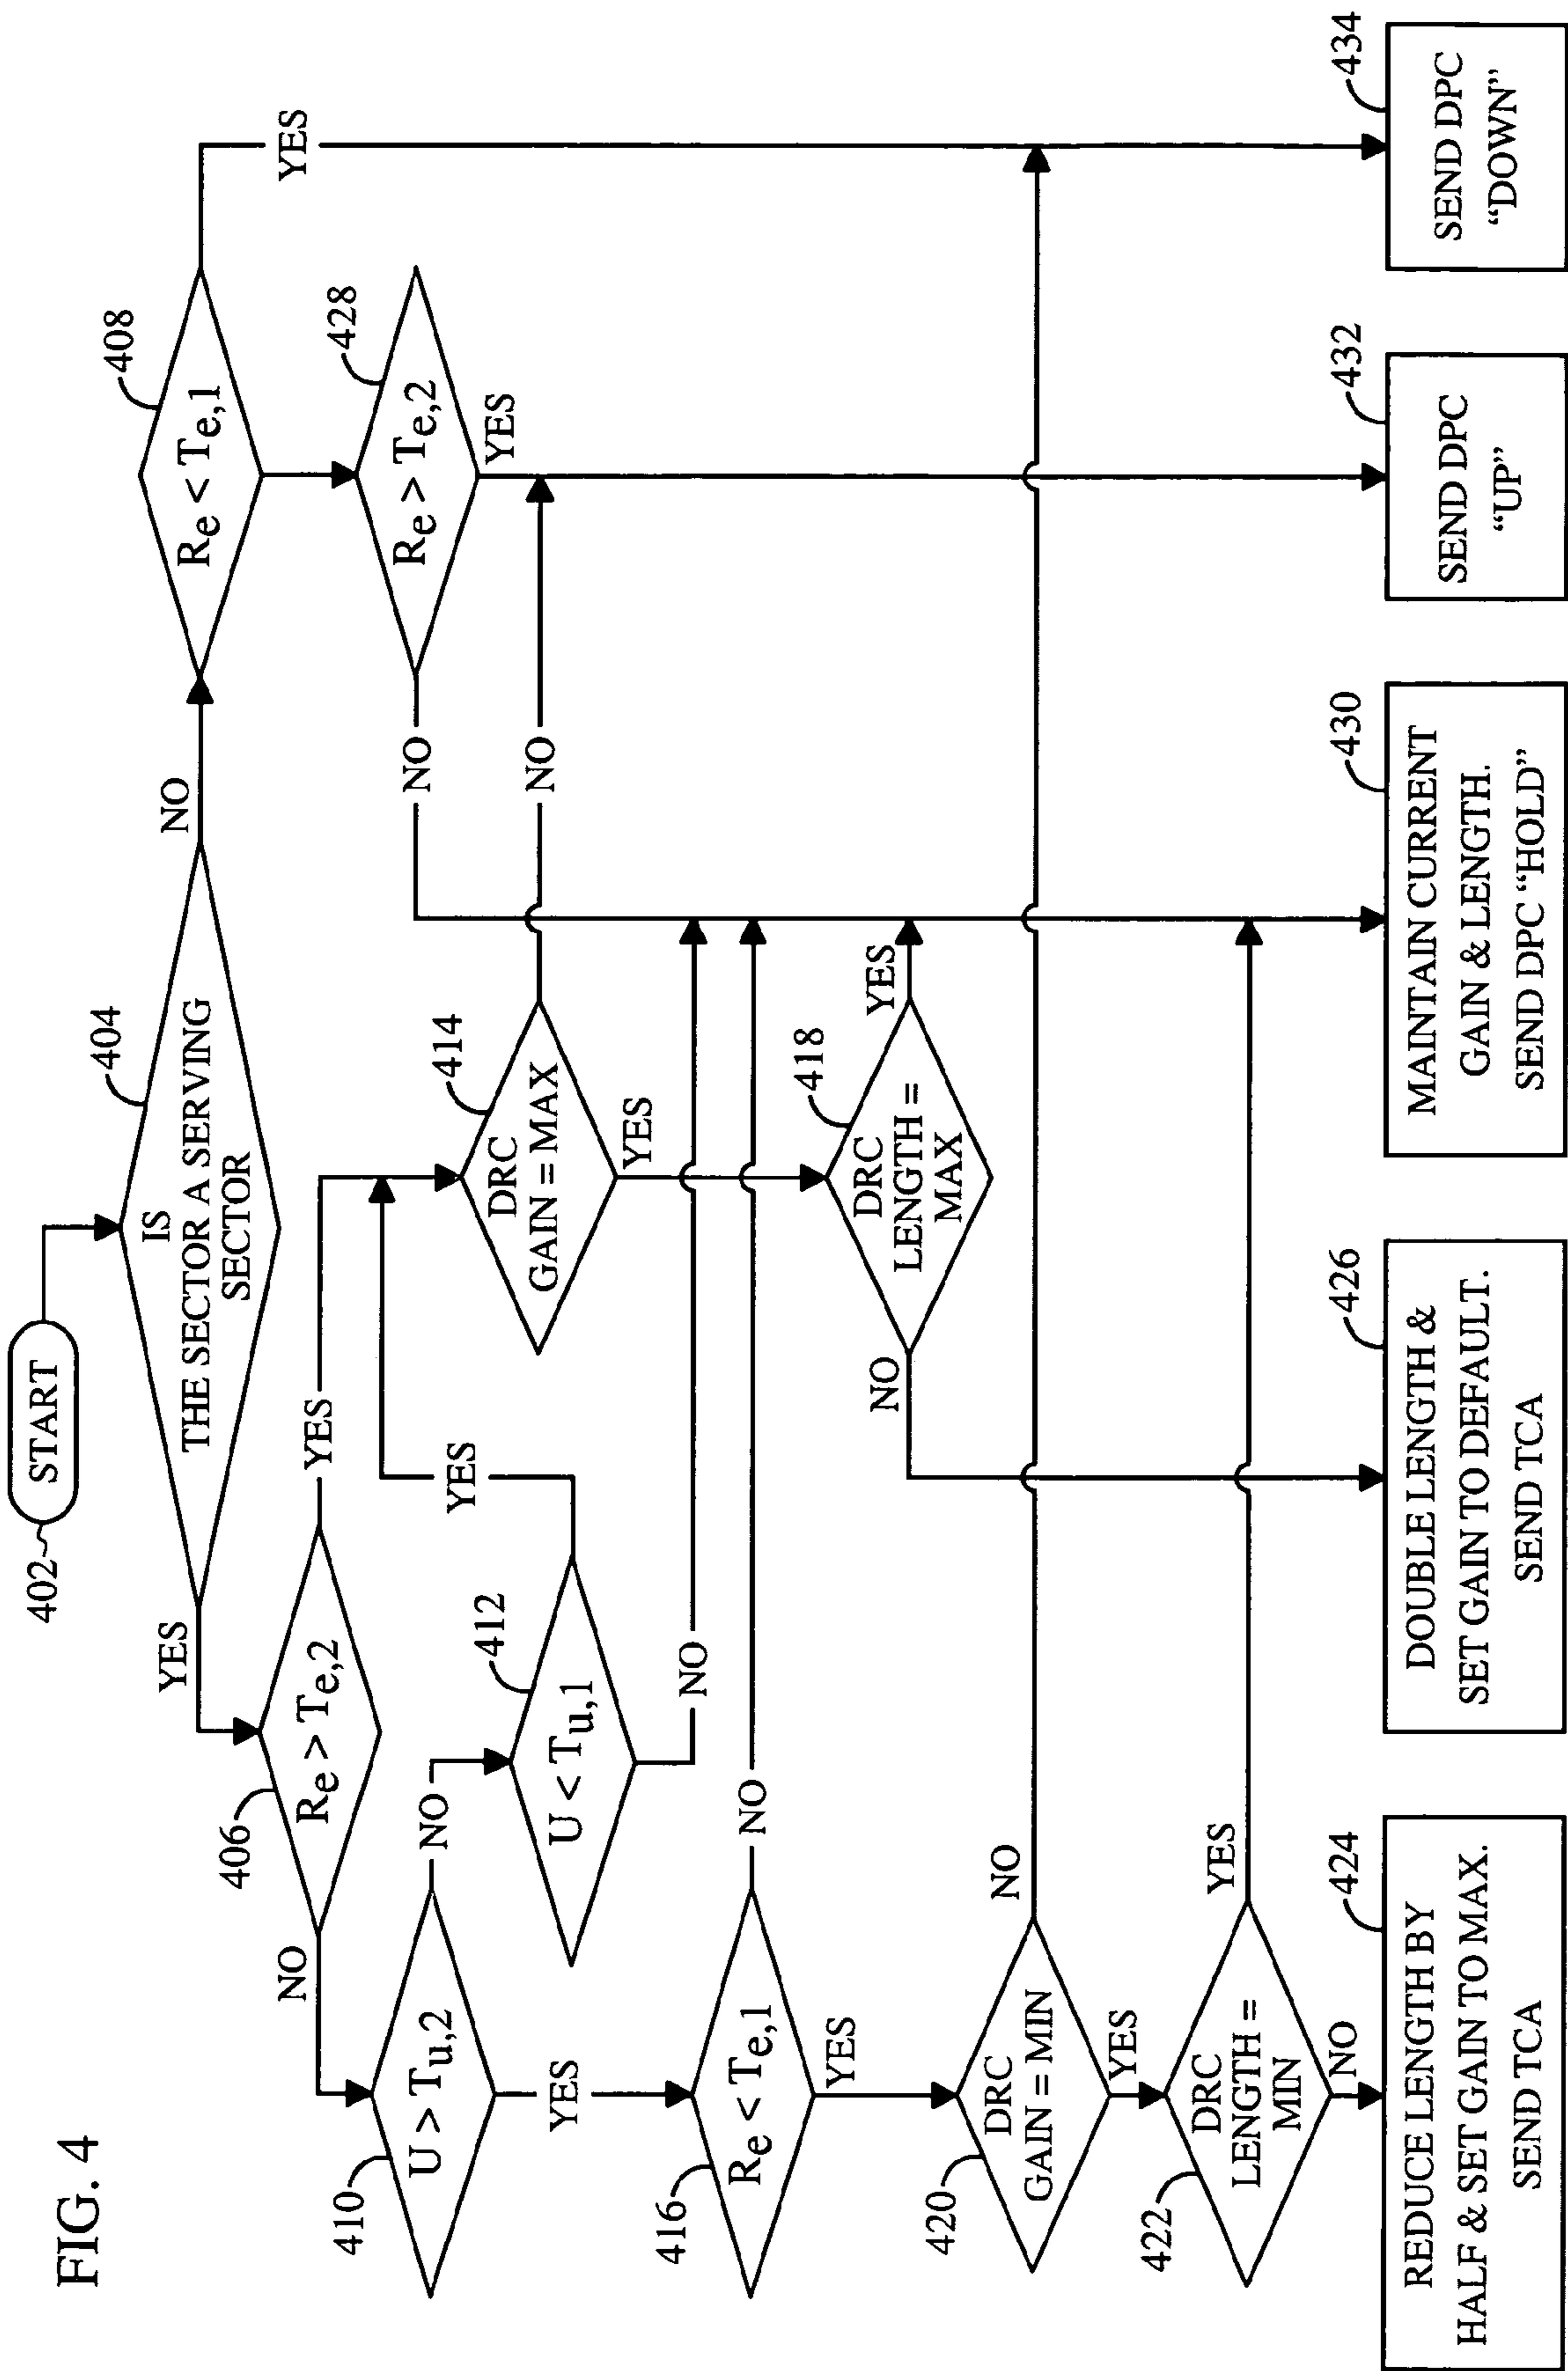 FIG. 4
402
START
404
IS
THE SECTOR A SERVING
SECTOR
YES
NO
406
Re > Te,2
NO
YES
408
Re < Te,1
YES
410
U > Tu,2
NO
YES
412
U < Tu,1
YES
NO
428
Re > Te,2
NO
YES
414
DRC
GAIN = MAX
NO
YES
416
Re < Te,1
NO
YES
418
DRC
LENGTH =
MAX
NO
YES
420
DRC
GAIN = MIN
NO
YES
422
DRC
LENGTH =
MIN
YES
NO
424
REDUCE LENGTH BY
HALF & SET GAIN TO MAX.
SEND TCA
426
DOUBLE LENGTH &
SET GAIN TO DEFAULT.
SEND TCA
430
MAINTAIN CURRENT
GAIN & LENGTH.
SEND DPC “HOLD”
432
SEND DPC
“UP”
434
SEND DPC
“DOWN”